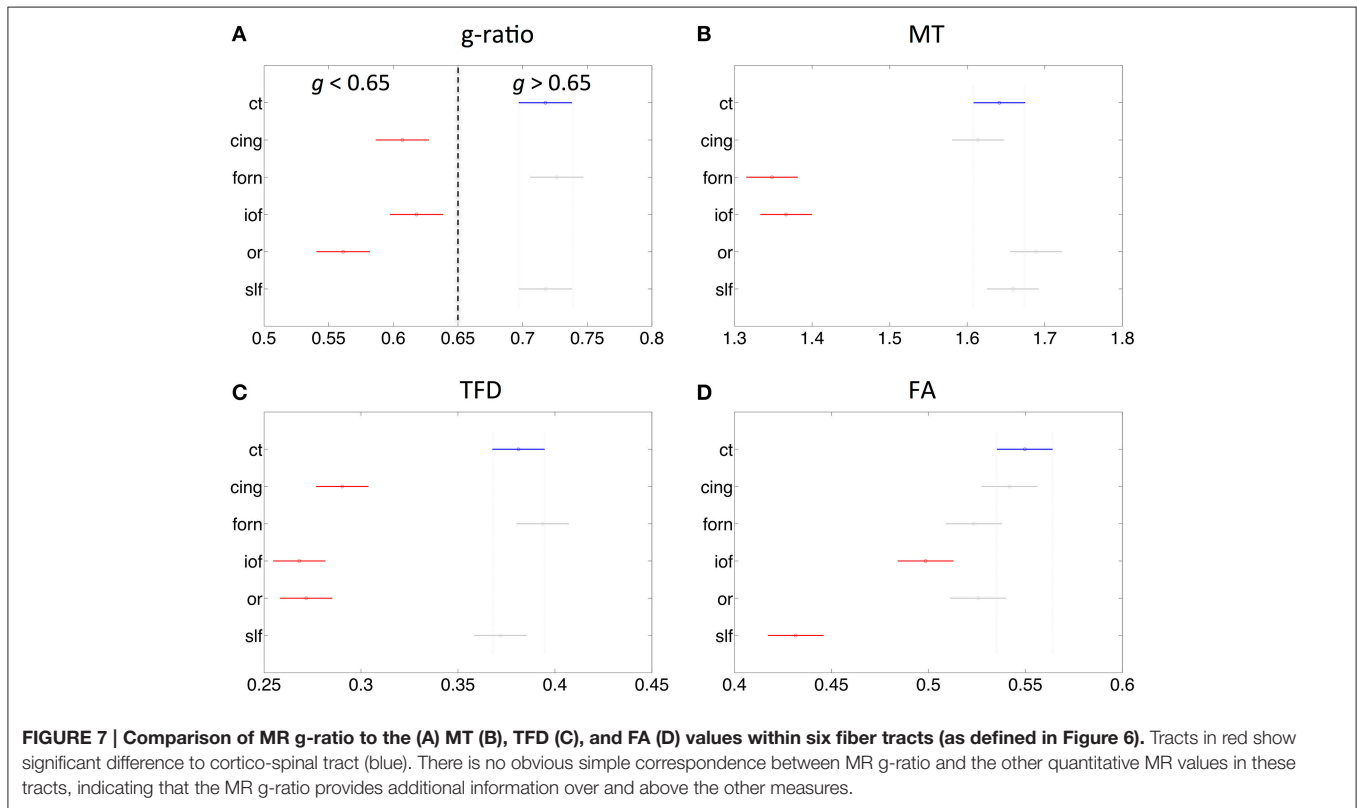 A g-ratio
g < 0.65 g > 0.65
ct
cing
forn
iof
or
slf
0.5 0.55 0.6 0.65 0.7 0.75 0.8
B MT
ct
cing
forn
iof
or
slf
1.3 1.4 1.5 1.6 1.7 1.8
C TFD
ct
cing
forn
iof
or
slf
0.25 0.3 0.35 0.4 0.45
D FA
ct
cing
forn
iof
or
slf
0.4 0.45 0.5 0.55 0.6
FIGURE 7 | Comparison of MR g-ratio to the (A) MT (B), TFD (C), and FA (D) values within six fiber tracts (as defined in Figure 6). Tracts in red show
significant difference to cortico-spinal tract (blue). There is no obvious simple correspondence between MR g-ratio and the other quantitative MR values in these
tracts, indicating that the MR g-ratio provides additional information over and above the other measures.